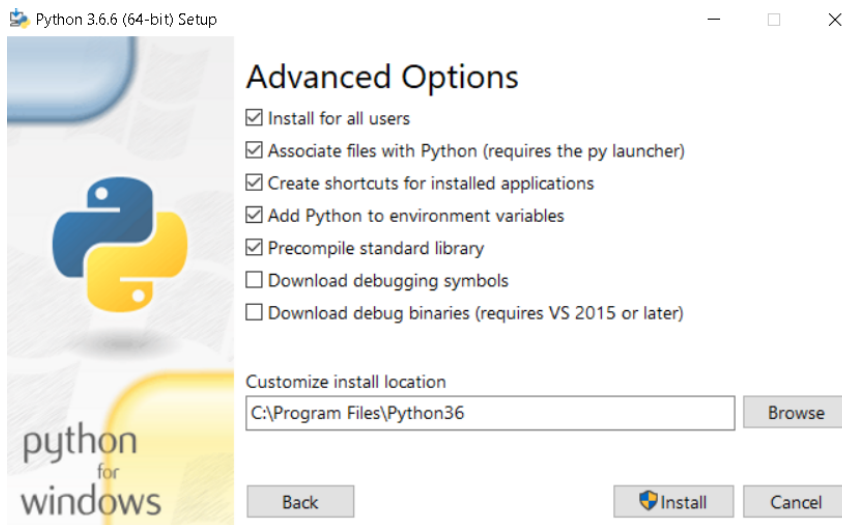 Python 3.6.6 (64-bit) Setup
Advanced Options
Install for all users
Associate files with Python (requires the py launcher)
Create shortcuts for installed applications
Add Python to environment variables
Precompile standard library
Download debugging symbols
Download debug binaries (requires VS 2015 or later)
Customize install location
C:\Program Files\Python36
Browse
python
for
windows
Back
Install
Cancel